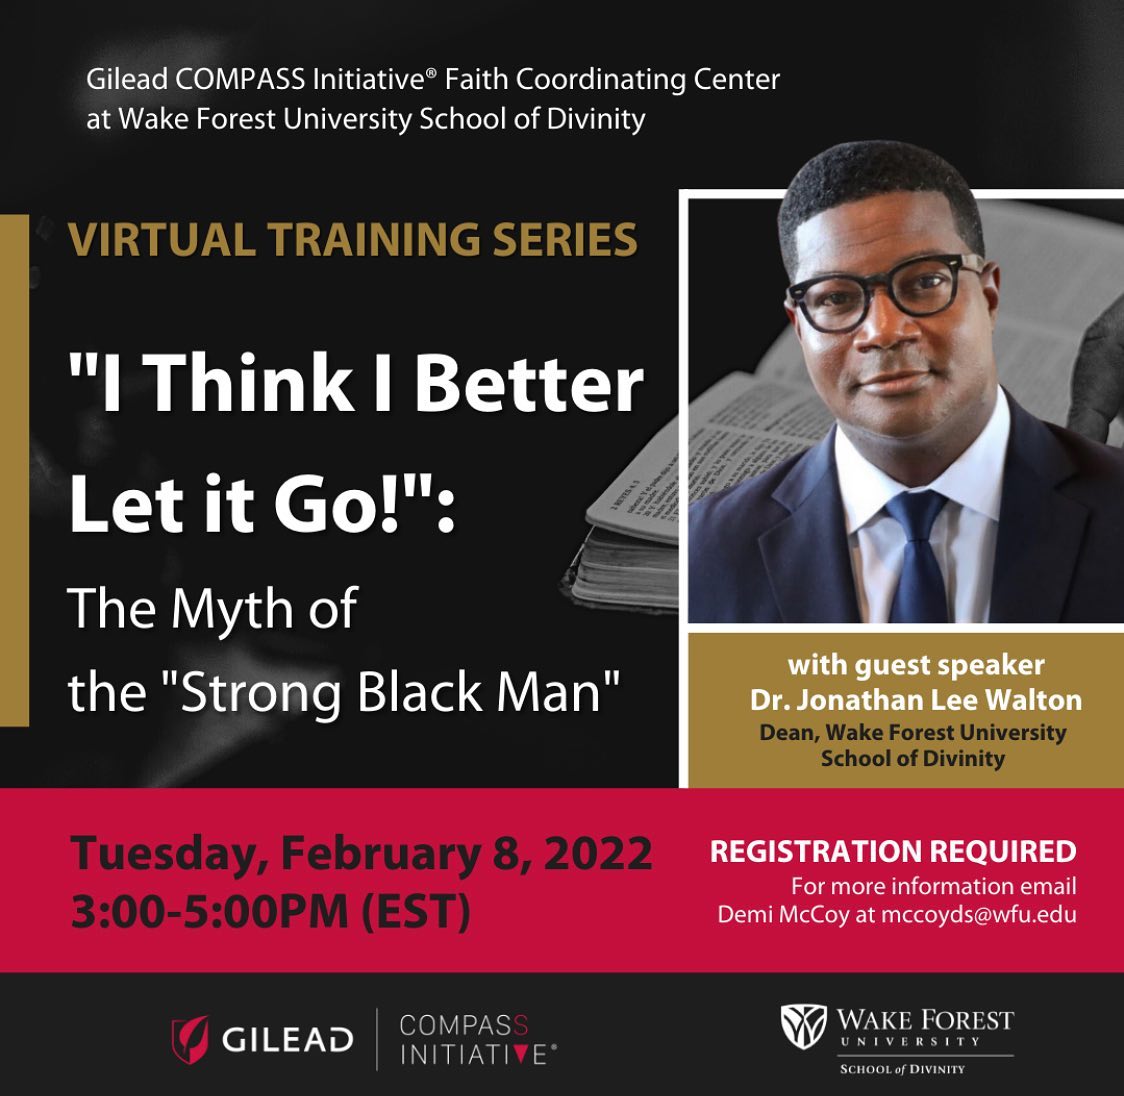 Gilead COMPASS Initiative® Faith Coordinating Center
at Wake Forest University School of Divinity
VIRTUAL TRAINING SERIES
"I Think I Better
Let it Go!":
The Myth of
the "Strong Black Man"
with guest speaker
Dr. Jonathan Lee Walton
Dean, Wake Forest University
School of Divinity
Tuesday, February 8, 2022
3:00-5:00PM (EST)
REGISTRATION REQUIRED
For more information email
Demi McCoy at mccoyds@wfu.edu
GILEAD
COMPASS
INITIATIVE®
WAKE FOREST
UNIVERSITY
SCHOOL of DIVINITY